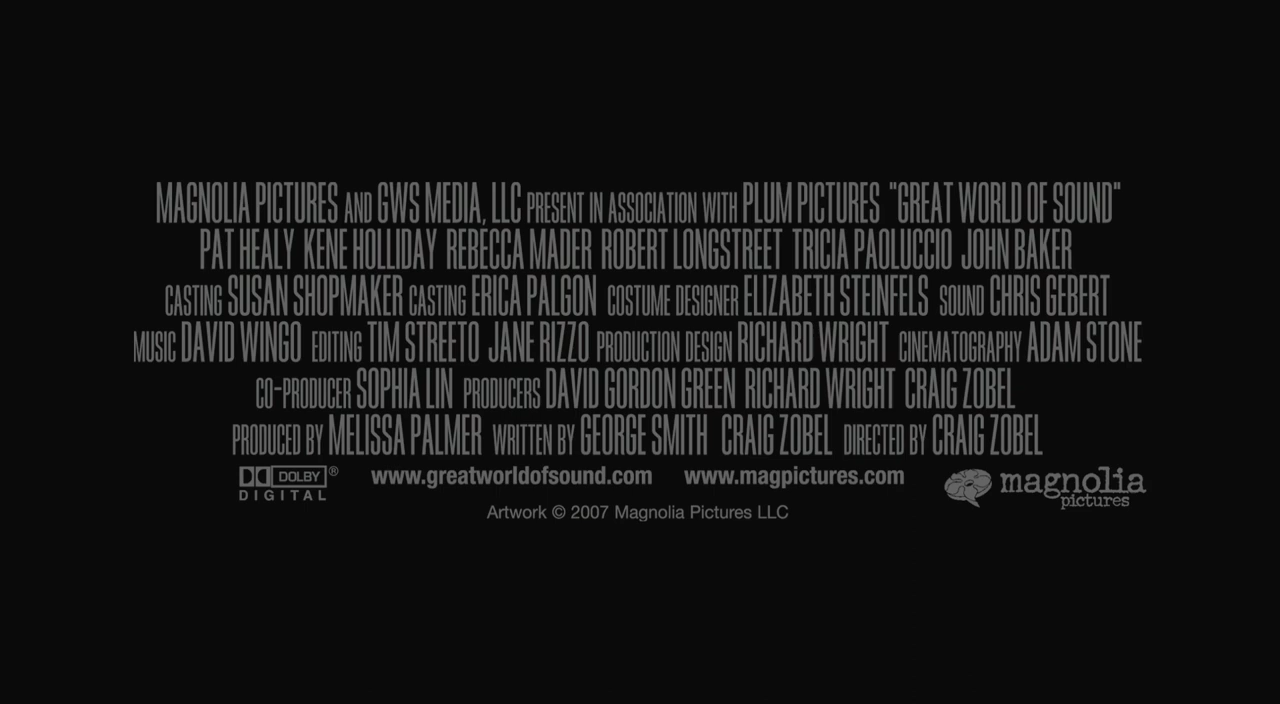 MAGNOLIA PICTURES AND GWS MEDIA, LLC PRESENT IN ASSOCIATION WITH PLUM PICTURES "GREAT WORLD OF SOUND"
PAT HEALY KENE HOLLIDAY REBECCA MADER ROBERT LONGSTREET TRICIA PAOLUCCIO JOHN BAKER
CASTING SUSAN SHOPMAKER CASTING ERICA PALGON COSTUME DESIGNER ELIZABETH STEINFELS SOUND CHRIS GEBERT
MUSIC DAVID WINGO EDITING TIM STREETO JANE RIZZO PRODUCTION DESIGN RICHARD WRIGHT CINEMATOGRAPHY ADAM STONE
CO-PRODUCER SOPHIA LIN PRODUCERS DAVID GORDON GREEN RICHARD WRIGHT CRAIG ZOBEL
PRODUCED BY MELISSA PALMER WRITTEN BY GEORGE SMITH CRAIG ZOBEL DIRECTED BY CRAIG ZOBEL
DOLBY® DIGITAL www.greatworldofsound.com www.magpictures.com magnolia pictures
Artwork © 2007 Magnolia Pictures LLC